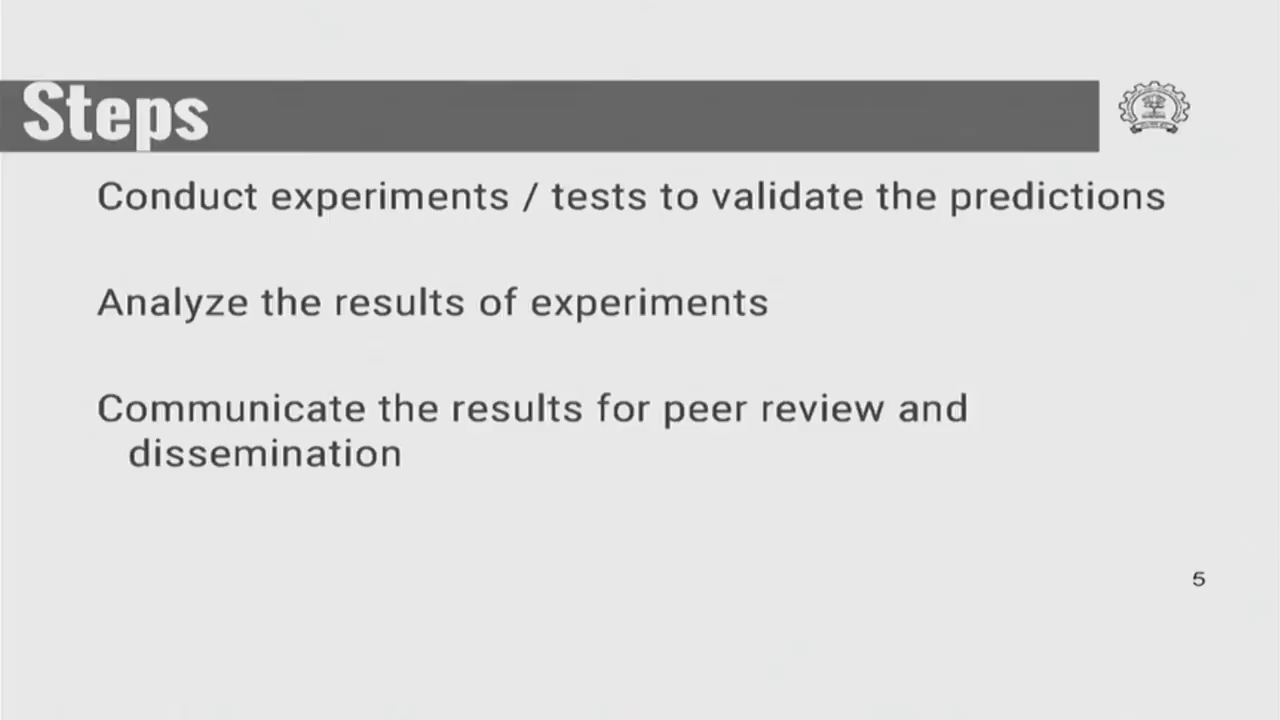 Steps
Conduct experiments / tests to validate the predictions
Analyze the results of experiments
Communicate the results for peer review and
dissemination
5